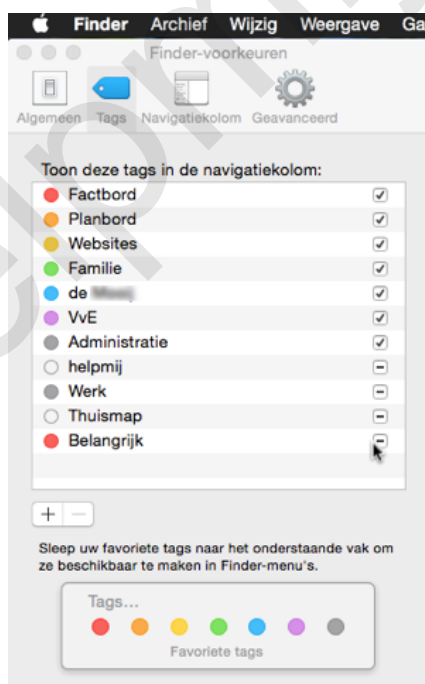 Finder Archief Wijzig Weergave Ga
Finder-voorkeuren
Algemeen Tags Navigatiekolom Geavanceerd
Toon deze tags in de navigatiekolom:
Factbord
Planbord
Websites
Familie
de
VvE
Administratie
helpmij
Werk
Thuismap
Belangrijk
Sleep uw favoriete tags naar het onderstaande vak om
ze beschikbaar te maken in Finder-menu's.
Tags...
Favoriete tags